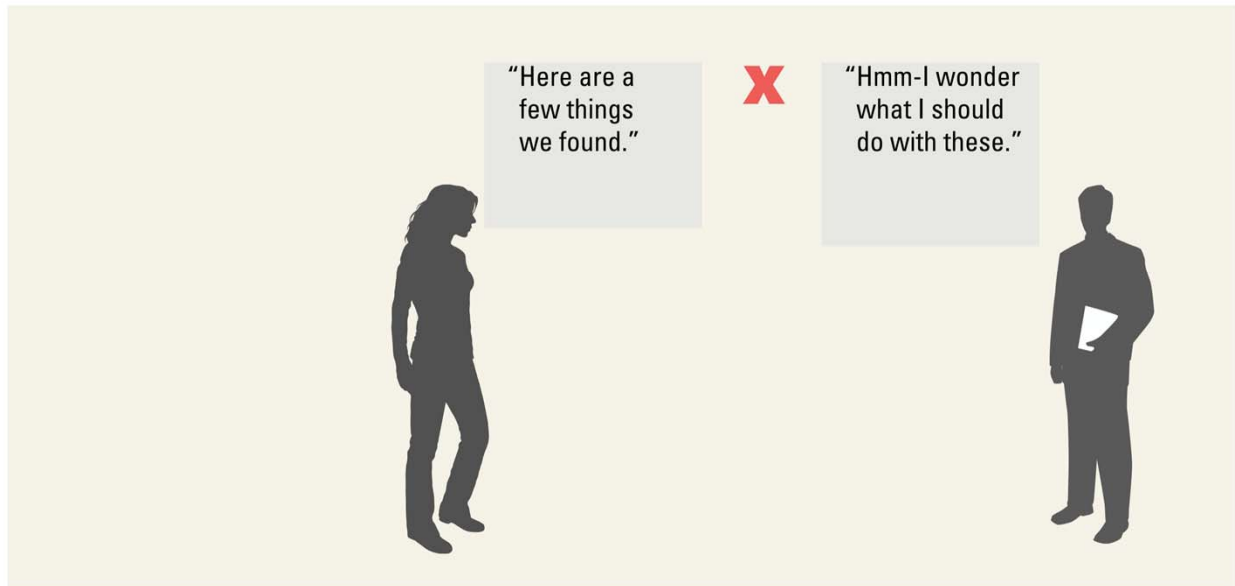 “Here are a
few things
we found.”
X
“Hmm-I wonder
what I should
do with these.”